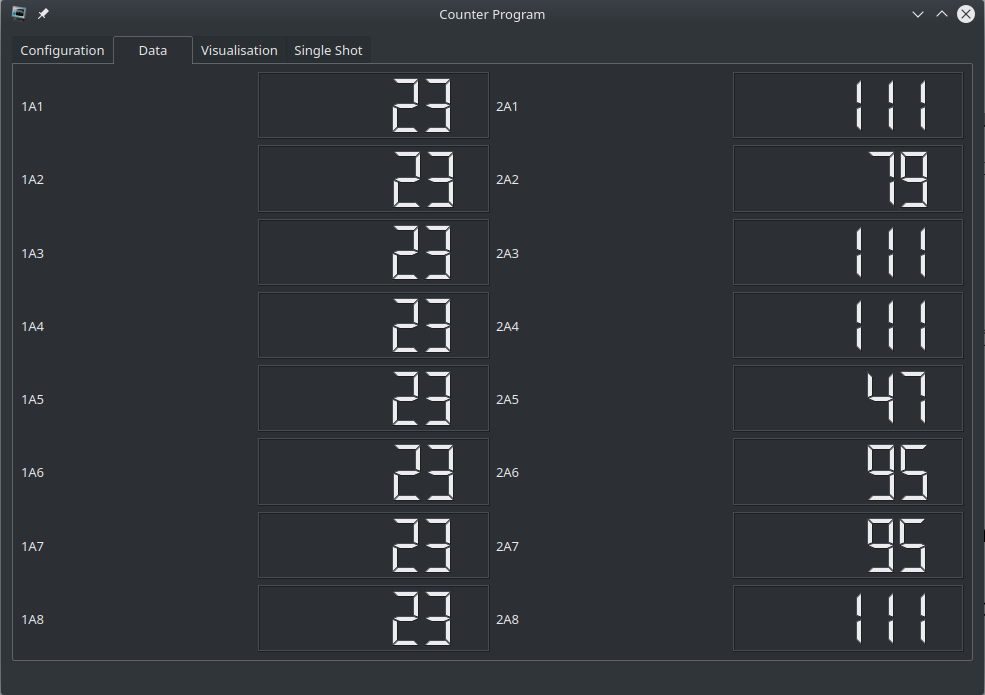 Counter Program
Configuration Data Visualisation Single Shot
1A1 23 2A1 111
1A2 23 2A2 79
1A3 23 2A3 111
1A4 23 2A4 111
1A5 23 2A5 47
1A6 23 2A6 95
1A7 23 2A7 95
1A8 23 2A8 111